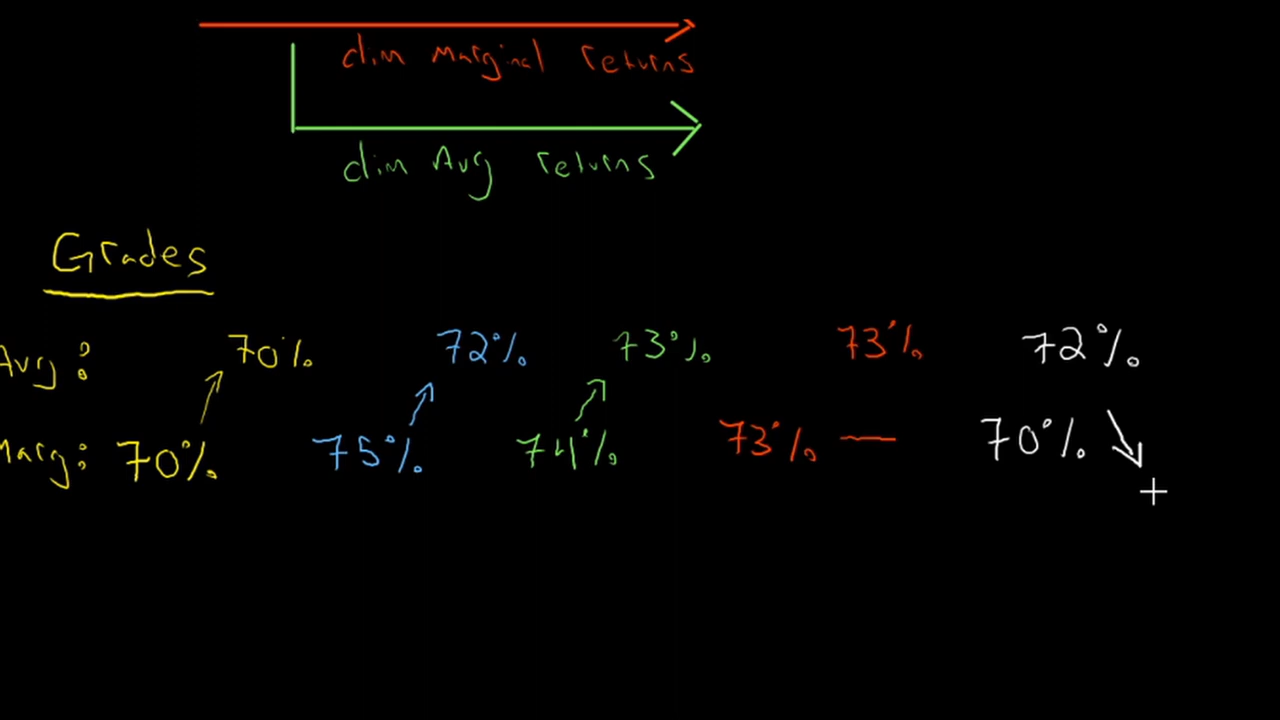 dim marginal returns
dim Avg returns
Grades
Avg: 70% 72% 73% 73% 72%
Marg: 70% 75% 74% 73% 70%